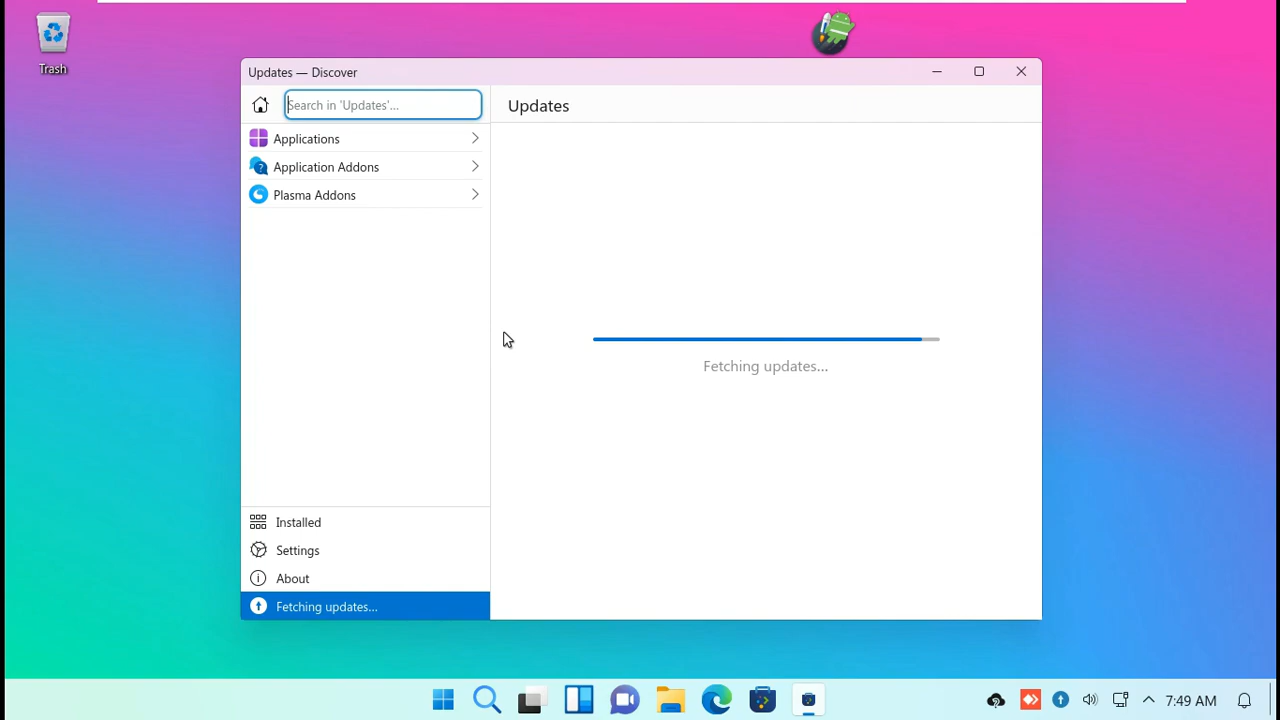 Trash
Updates — Discover
Search in 'Updates'...
Updates
Applications
Application Addons
Plasma Addons
Fetching updates...
Installed
Settings
About
Fetching updates...
7:49 AM